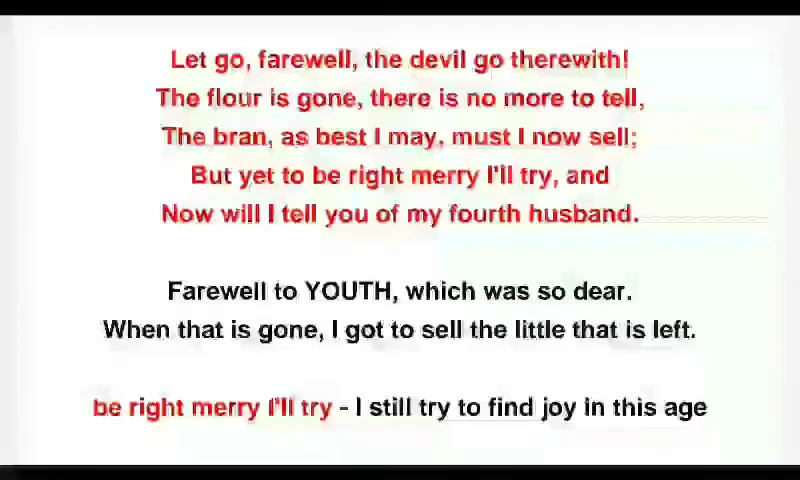 Let go, farewell, the devil go therewith!
The flour is gone, there is no more to tell,
The bran, as best I may, must I now sell;
But yet to be right merry I'll try, and
Now will I tell you of my fourth husband.
Farewell to YOUTH, which was so dear.
When that is gone, I got to sell the little that is left.
be right merry I'll try - I still try to find joy in this age